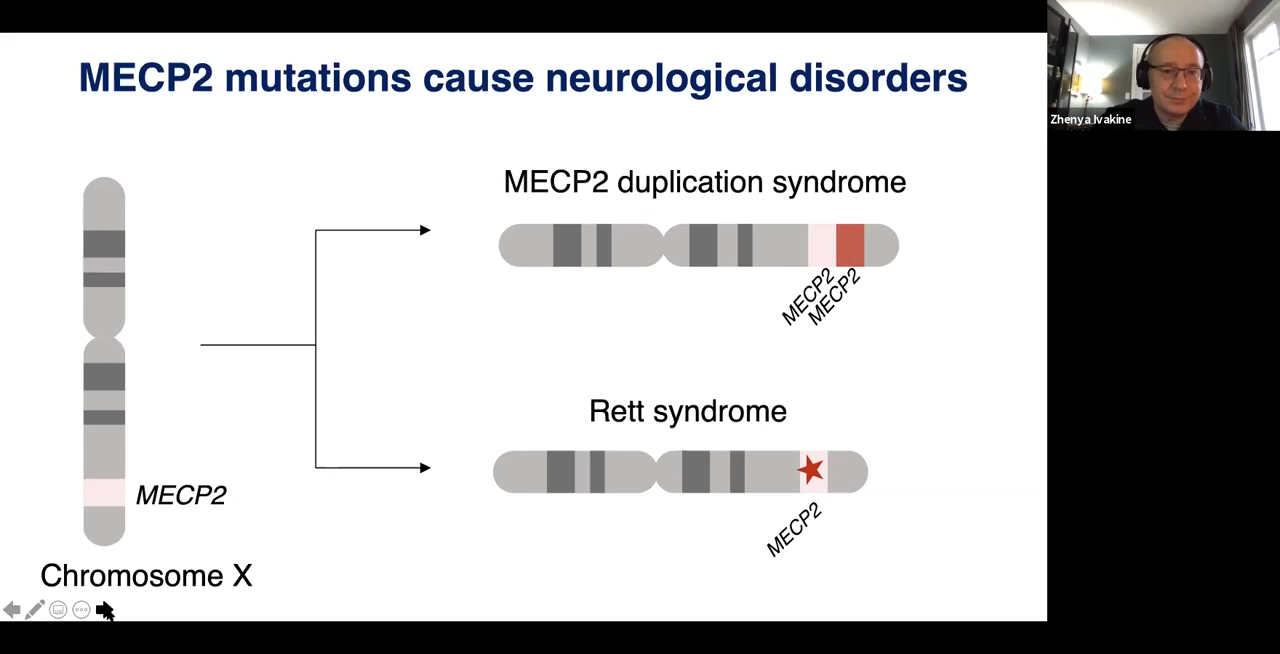 MECP2 mutations cause neurological disorders
Zhenya Ivakine
MECP2 duplication syndrome
MECP2
MECP2
Rett syndrome
MECP2
MECP2
Chromosome X